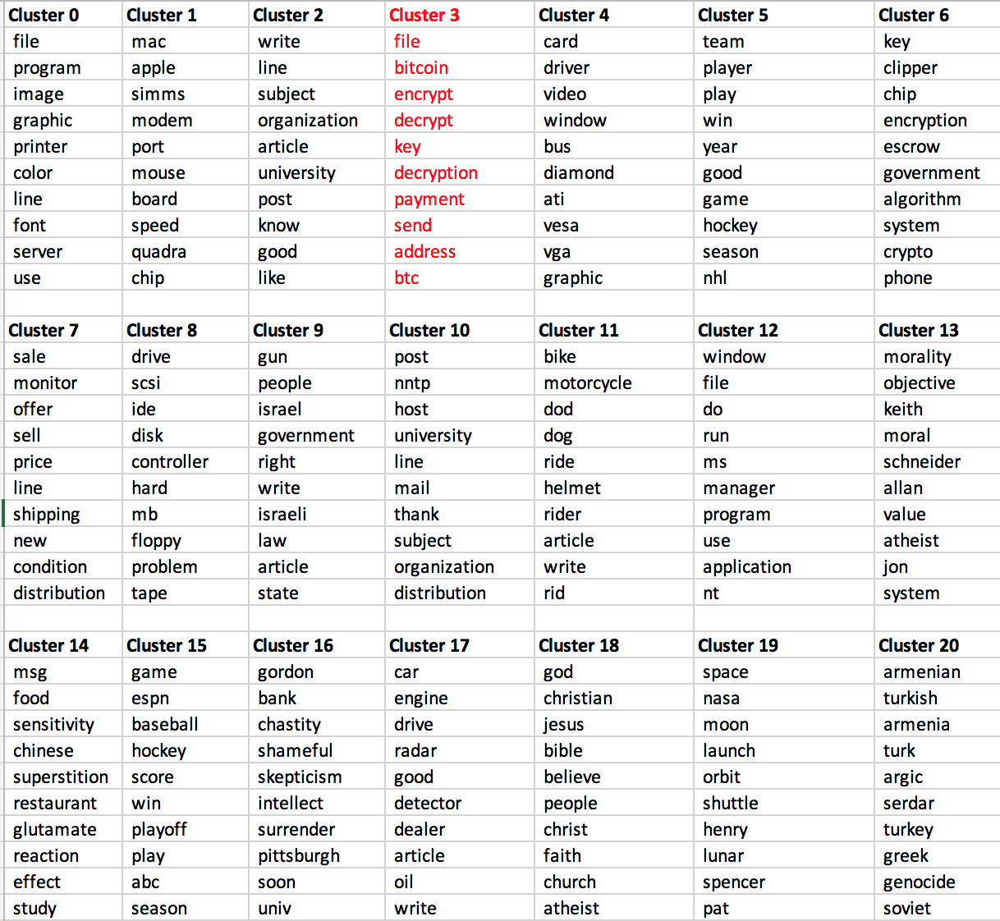 Cluster 0 Cluster 1 Cluster 2 Cluster 3 Cluster 4 Cluster 5 Cluster 6
file mac write file card team key
program apple line bitcoin driver player clipper
image simms subject encrypt video play chip
graphic modem organization decrypt window win encryption
printer port article key bus year escrow
color mouse university decryption diamond good government
line board post payment ati game algorithm
font speed know send vesa hockey system
server quadra good address vga season crypto
use chip like btc graphic nhl phone
Cluster 7 Cluster 8 Cluster 9 Cluster 10 Cluster 11 Cluster 12 Cluster 13
sale drive gun post bike window morality
monitor scsi people nntp motorcycle file objective
offer ide israel host dod do keith
sell disk government university dog run moral
price controller right line ride ms schneider
line hard write mail helmet manager allan
shipping mb israeli thank rider program value
new floppy law subject article use atheist
condition problem article organization write application jon
distribution tape state distribution rid nt system
Cluster 14 Cluster 15 Cluster 16 Cluster 17 Cluster 18 Cluster 19 Cluster 20
msg game gordon car god space armenian
food espn bank engine christian nasa turkish
sensitivity baseball chastity drive jesus moon armenia
chinese hockey shameful radar bible launch turk
superstition score skepticism good believe orbit argic
restaurant win intellect detector people shuttle serdar
glutamate playoff surrender dealer christ henry turkey
reaction play pittsburgh article faith lunar greek
effect abc soon oil church spencer genocide
study season univ write atheist pat soviet